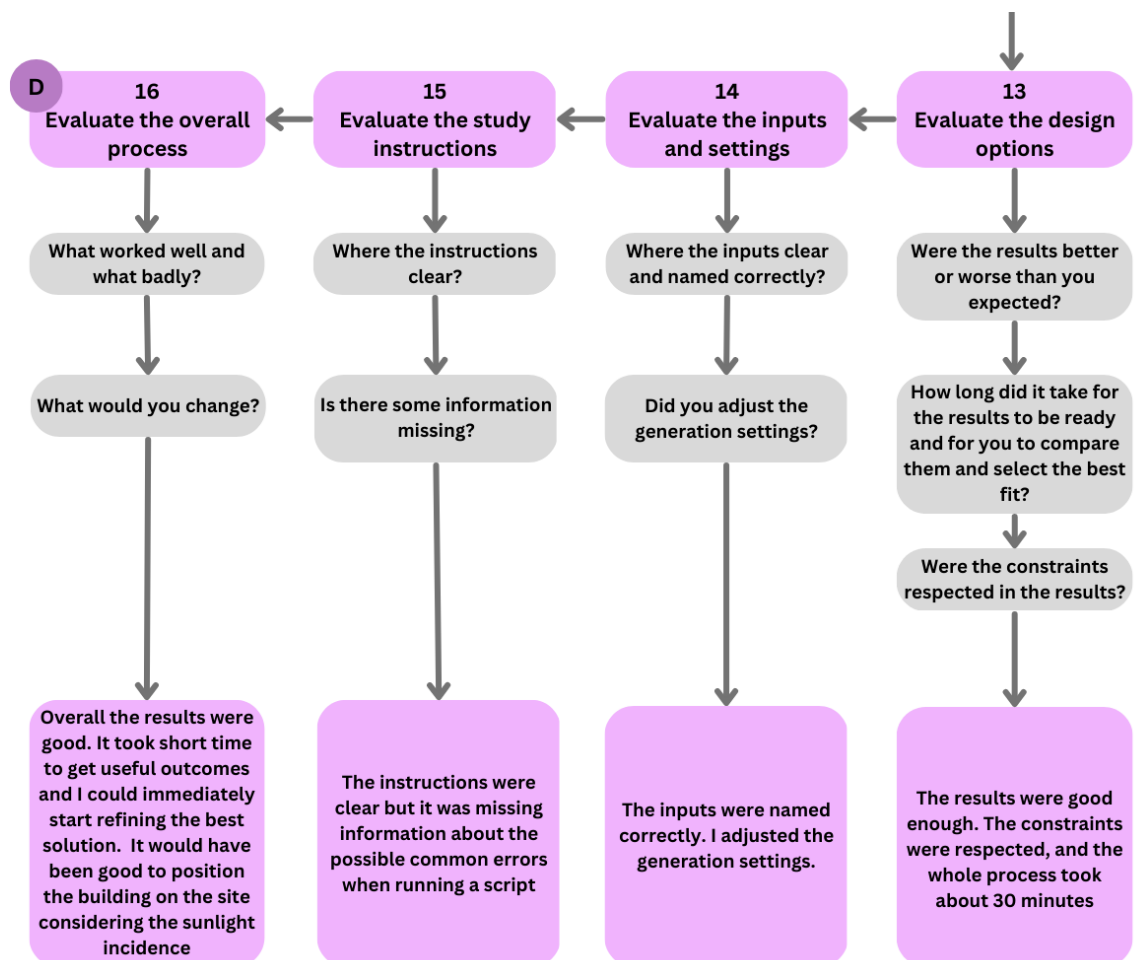 D
16
Evaluate the overall
process
15
Evaluate the study
instructions
14
Evaluate the inputs
and settings
13
Evaluate the design
options
What worked well and
what badly?
Where the instructions
clear?
Where the inputs clear
and named correctly?
Were the results better
or worse than you
expected?
What would you change?
Is there some information
missing?
Did you adjust the
generation settings?
How long did it take for
the results to be ready
and for you to compare
them and select the best
fit?
Were the constraints
respected in the results?
Overall the results were
good. It took short time
to get useful outcomes
and I could immediately
start refining the best
solution. It would have
been good to position
the building on the site
considering the sunlight
incidence
The instructions were
clear but it was missing
information about the
possible common errors
when running a script
The inputs were named
correctly. I adjusted the
generation settings.
The results were good
enough. The constraints
were respected, and the
whole process took
about 30 minutes